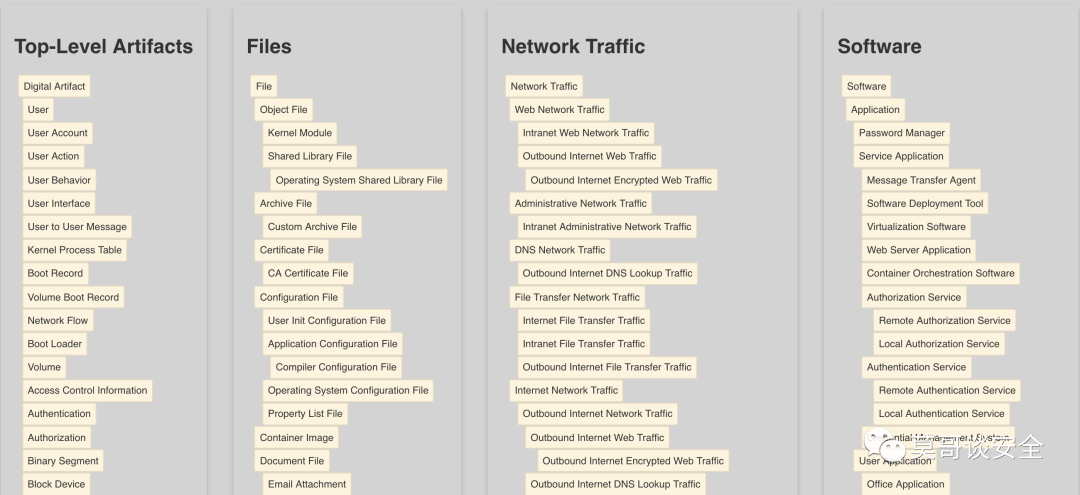 Top-Level Artifacts
Digital Artifact
User
User Account
User Action
User Behavior
User Interface
User to User Message
Kernel Process Table
Boot Record
Volume Boot Record
Network Flow
Boot Loader
Volume
Access Control Information
Authentication
Authorization
Binary Segment
Block Device
Files
File
Object File
Kernel Module
Shared Library File
Operating System Shared Library File
Archive File
Custom Archive File
Certificate File
CA Certificate File
Configuration File
User Init Configuration File
Application Configuration File
Compiler Configuration File
Operating System Configuration File
Property List File
Container Image
Document File
Email Attachment
Network Traffic
Network Traffic
Web Network Traffic
Intranet Web Network Traffic
Outbound Internet Web Traffic
Outbound Internet Encrypted Web Traffic
Administrative Network Traffic
Intranet Administrative Network Traffic
DNS Network Traffic
Outbound Internet DNS Lookup Traffic
File Transfer Network Traffic
Internet File Transfer Traffic
Intranet File Transfer Traffic
Outbound Internet File Transfer Traffic
Internet Network Traffic
Outbound Internet Network Traffic
Outbound Internet Web Traffic
Outbound Internet Encrypted Web Traffic
Outbound Internet DNS Lookup Traffic
Software
Software
Application
Password Manager
Service Application
Message Transfer Agent
Software Deployment Tool
Virtualization Software
Web Server Application
Container Orchestration Software
Authorization Service
Remote Authorization Service
Local Authorization Service
Authentication Service
Remote Authentication Service
Local Authentication Service
Management System
User Application
Office Application
莫哥谈安全